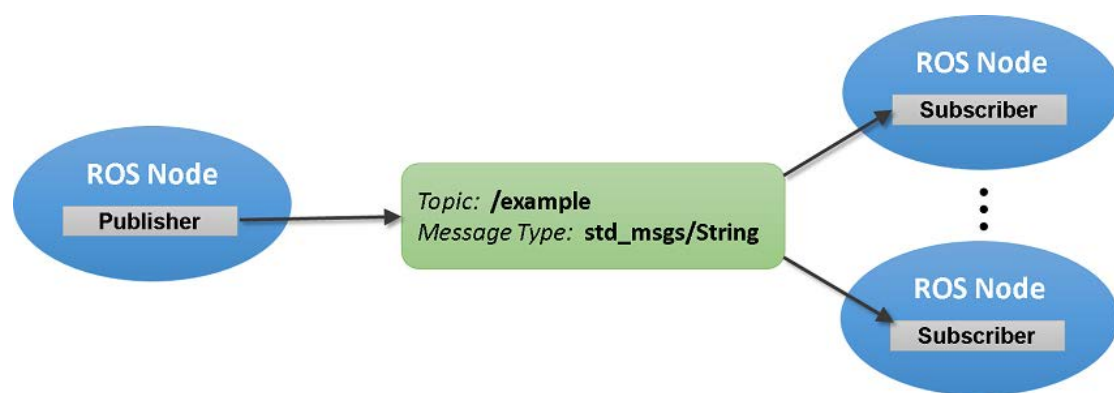 ROS Node
Publisher
Topic: /example
Message Type: std_msgs/String
ROS Node
Subscriber
ROS Node
Subscriber